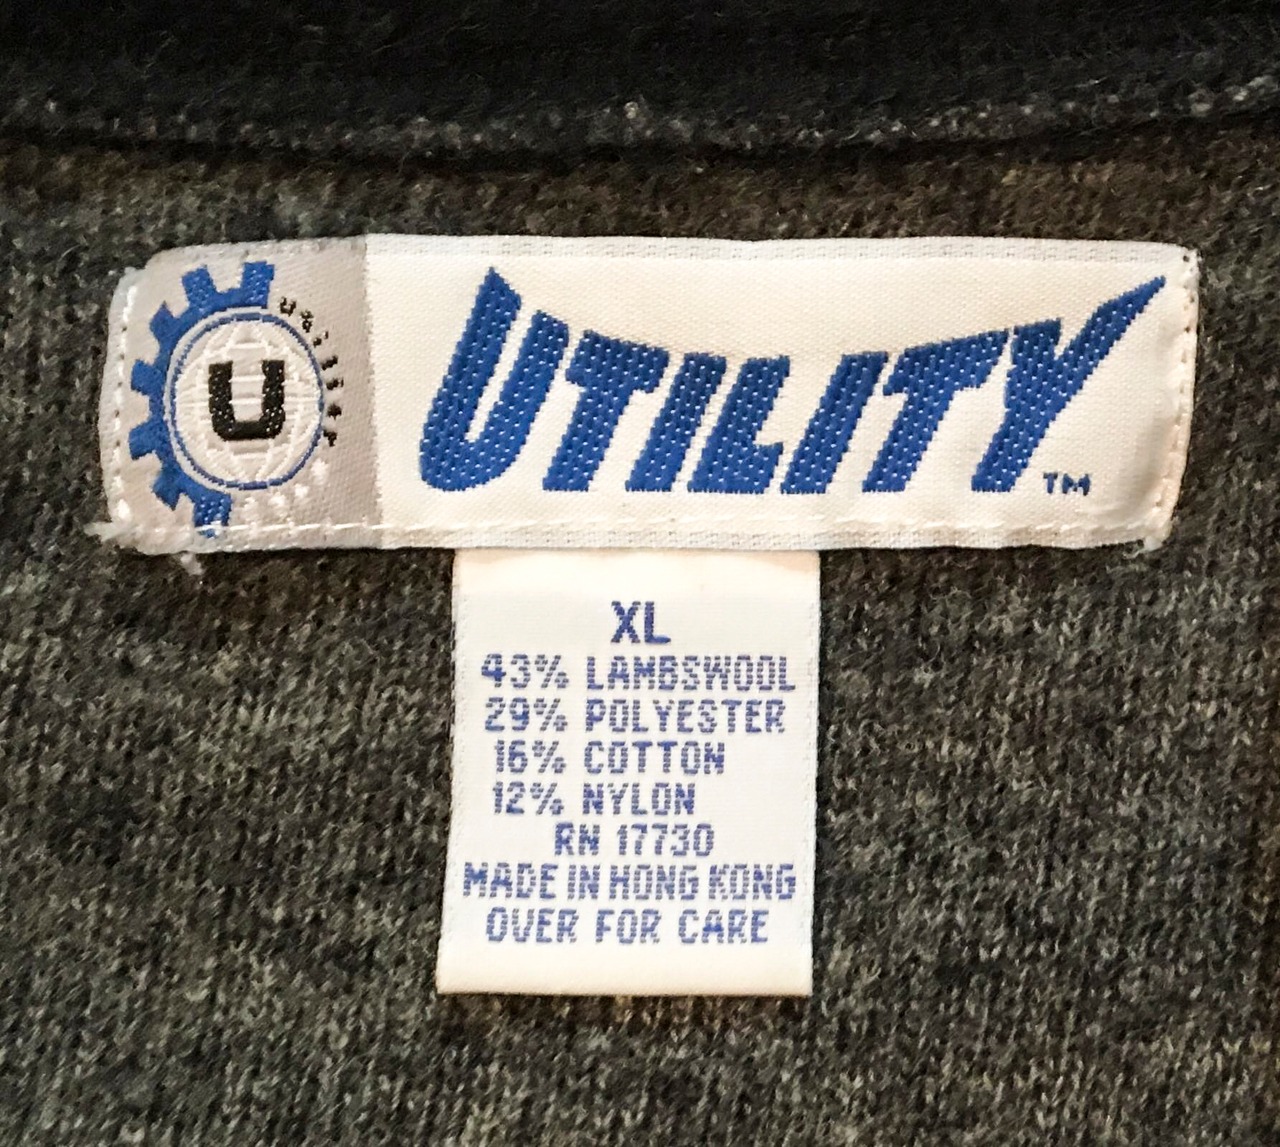 U
UTILITY
TM
XL
43% LAMBSWOOL
29% POLYESTER
16% COTTON
12% NYLON
RN 17730
MADE IN HONG KONG
OVER FOR CARE